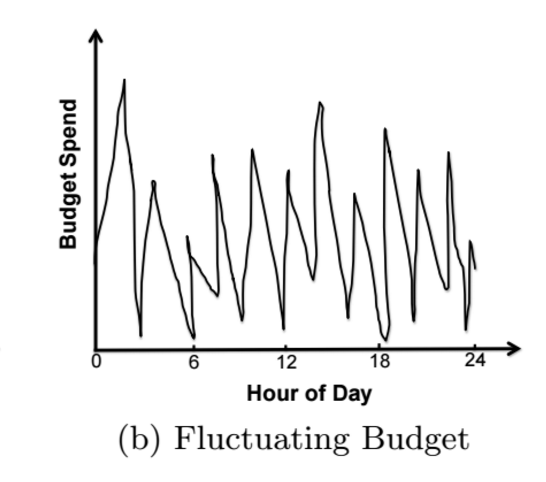 Budget Spend
0 6 12 18 24
Hour of Day
(b) Fluctuating Budget